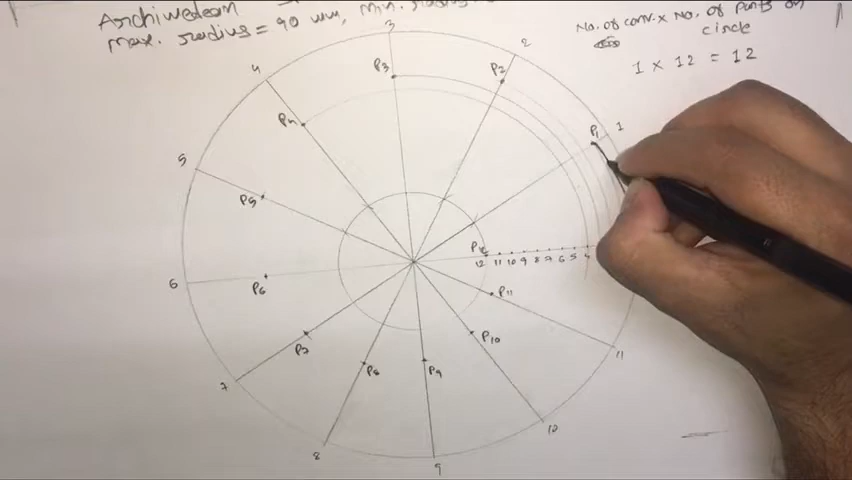 Archimedean
Max. radius = 90 mm, Min.
No. of conv. x No. of parts on
circle
1 x 12 = 12
3
2
4
P3
P2
P1 1
P4
5
P5
P12
12 11 10 9 8 7 6 5 4
6
P6
P11
P7
P10
11
P8
P9
7
10
8
9